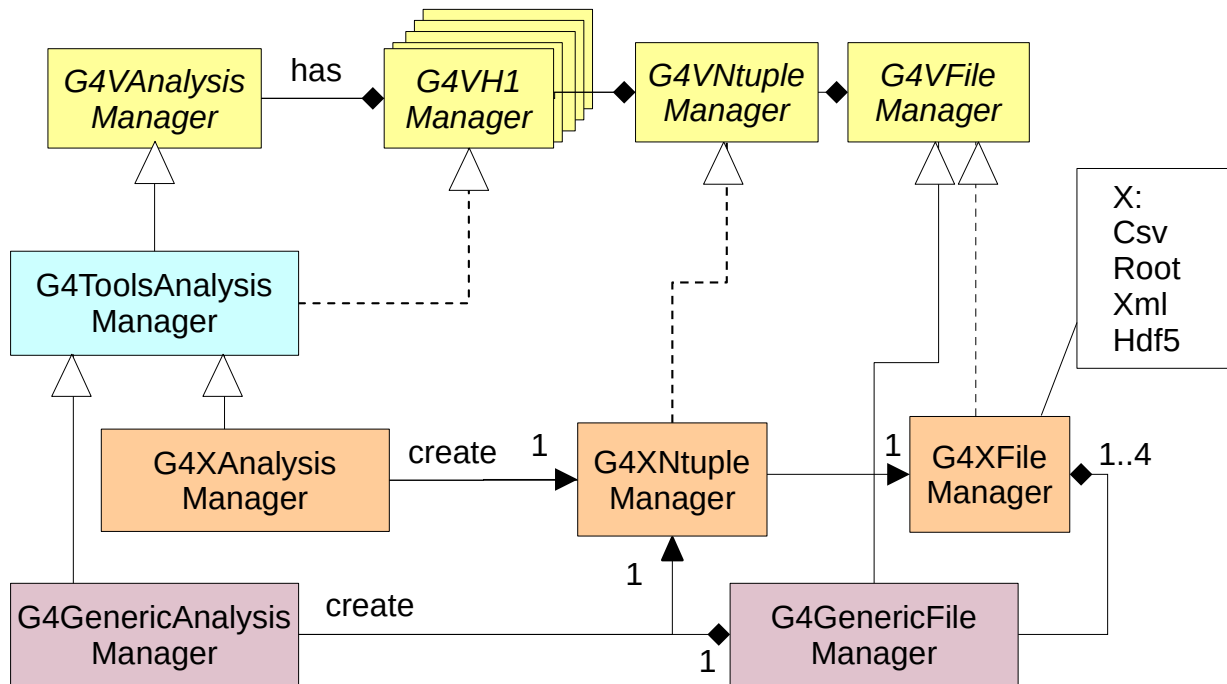 G4VAnalysis
Manager
has
G4VH1
Manager
G4VNtuple
Manager
G4VFile
Manager
X:
Csv
Root
Xml
Hdf5
G4ToolsAnalysis
Manager
G4XAnalysis
Manager
create
1
G4XNtuple
Manager
1
G4XFile
Manager
1..4
G4GenericAnalysis
Manager
create
1
1
G4GenericFile
Manager